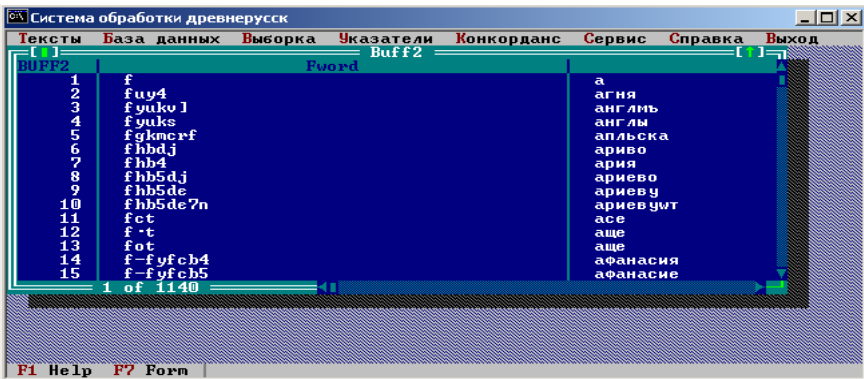 Система обработки древнерусск
Тексты База данных Выборка Указатели Конкорданс Сервис Справка Выход
Buff2
BUFF2 Fword
1 f а
2 fuy4 агня
3 fyukv] англмъ
4 fyuks англы
5 fgkmcrf апльска
6 fhbdj ариво
7 fhb4 ария
8 fhb5dj ариево
9 fhb5de ариеву
10 fhb5de7n ариевуwт
11 fct асе
12 f·t аще
13 fot аще
14 f-fyfcb4 афанасия
15 f-fyfcb5 афанасие
1 of 1140
F1 Help F7 Form